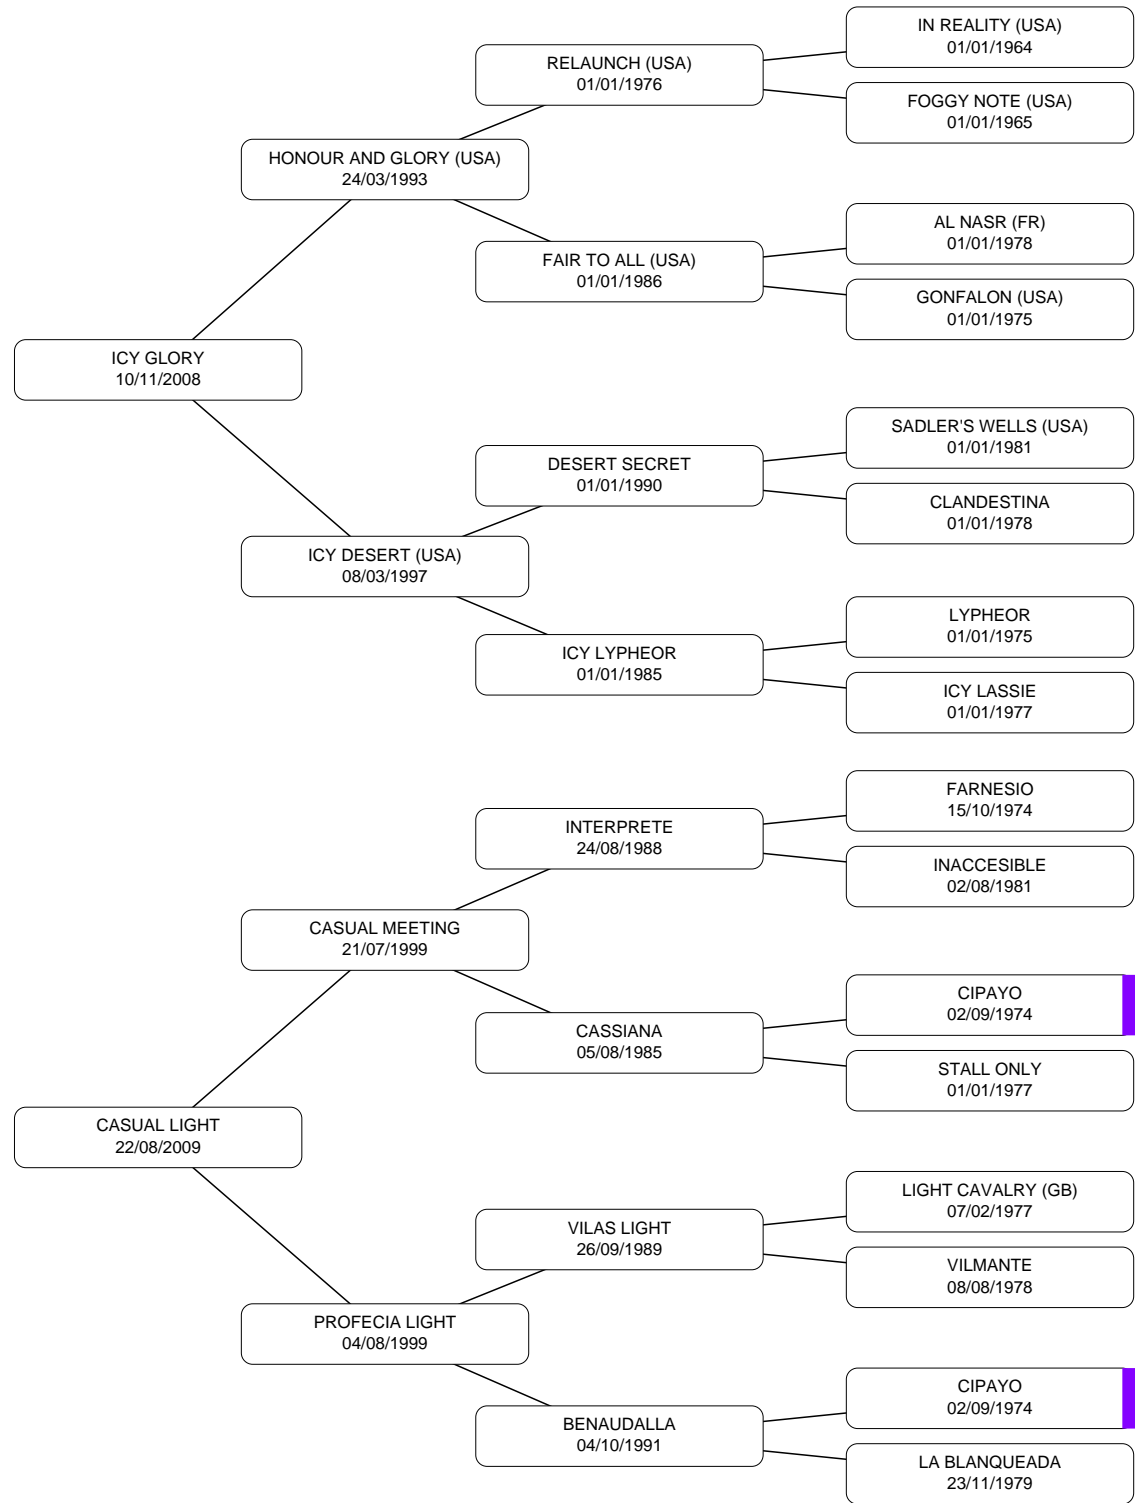 IN REALITY (USA)
01/01/1964
RELAUNCH (USA)
01/01/1976
FOGGY NOTE (USA)
01/01/1965
HONOUR AND GLORY (USA)
24/03/1993
AL NASR (FR)
01/01/1978
FAIR TO ALL (USA)
01/01/1986
GONFALON (USA)
01/01/1975
ICY GLORY
10/11/2008
SADLER'S WELLS (USA)
01/01/1981
DESERT SECRET
01/01/1990
CLANDESTINA
01/01/1978
ICY DESERT (USA)
08/03/1997
LYPHEOR
01/01/1975
ICY LYPHEOR
01/01/1985
ICY LASSIE
01/01/1977
FARNESIO
15/10/1974
INTERPRETE
24/08/1988
INACCESIBLE
02/08/1981
CASUAL MEETING
21/07/1999
CIPAYO
02/09/1974
CASSIANA
05/08/1985
STALL ONLY
01/01/1977
CASUAL LIGHT
22/08/2009
LIGHT CAVALRY (GB)
07/02/1977
VILAS LIGHT
26/09/1989
VILMANTE
08/08/1978
PROFECIA LIGHT
04/08/1999
CIPAYO
02/09/1974
BENAUDALLA
04/10/1991
LA BLANQUEADA
23/11/1979